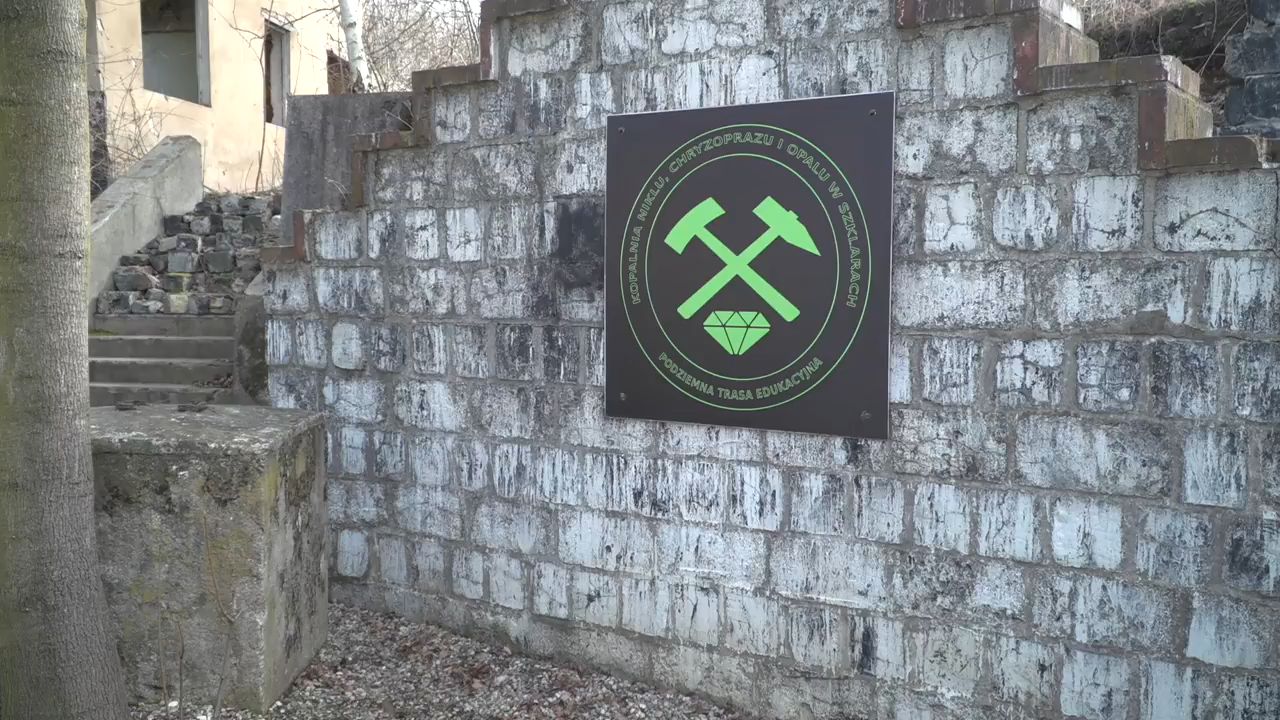 KOPALNIA NIKLU, CHRYZOPRAZU I OPALU W SZKLARACH
PODZIEMNA TRASA EDUKACYJNA